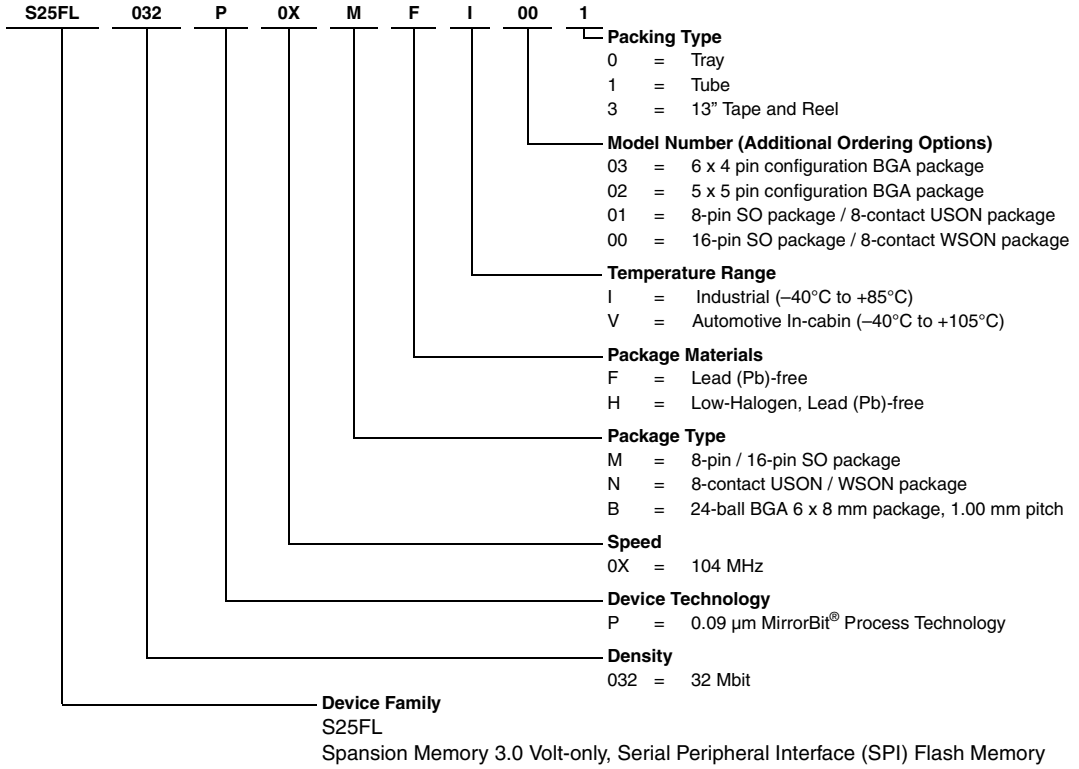 S25FL 032 P 0X M F I 00 1
Packing Type
0 = Tray
1 = Tube
3 = 13” Tape and Reel
Model Number (Additional Ordering Options)
03 = 6 x 4 pin configuration BGA package
02 = 5 x 5 pin configuration BGA package
01 = 8-pin SO package / 8-contact USON package
00 = 16-pin SO package / 8-contact WSON package
Temperature Range
I = Industrial (–40°C to +85°C)
V = Automotive In-cabin (–40°C to +105°C)
Package Materials
F = Lead (Pb)-free
H = Low-Halogen, Lead (Pb)-free
Package Type
M = 8-pin / 16-pin SO package
N = 8-contact USON / WSON package
B = 24-ball BGA 6 x 8 mm package, 1.00 mm pitch
Speed
0X = 104 MHz
Device Technology
P = 0.09 µm MirrorBit® Process Technology
Density
032 = 32 Mbit
Device Family
S25FL
Spansion Memory 3.0 Volt-only, Serial Peripheral Interface (SPI) Flash Memory